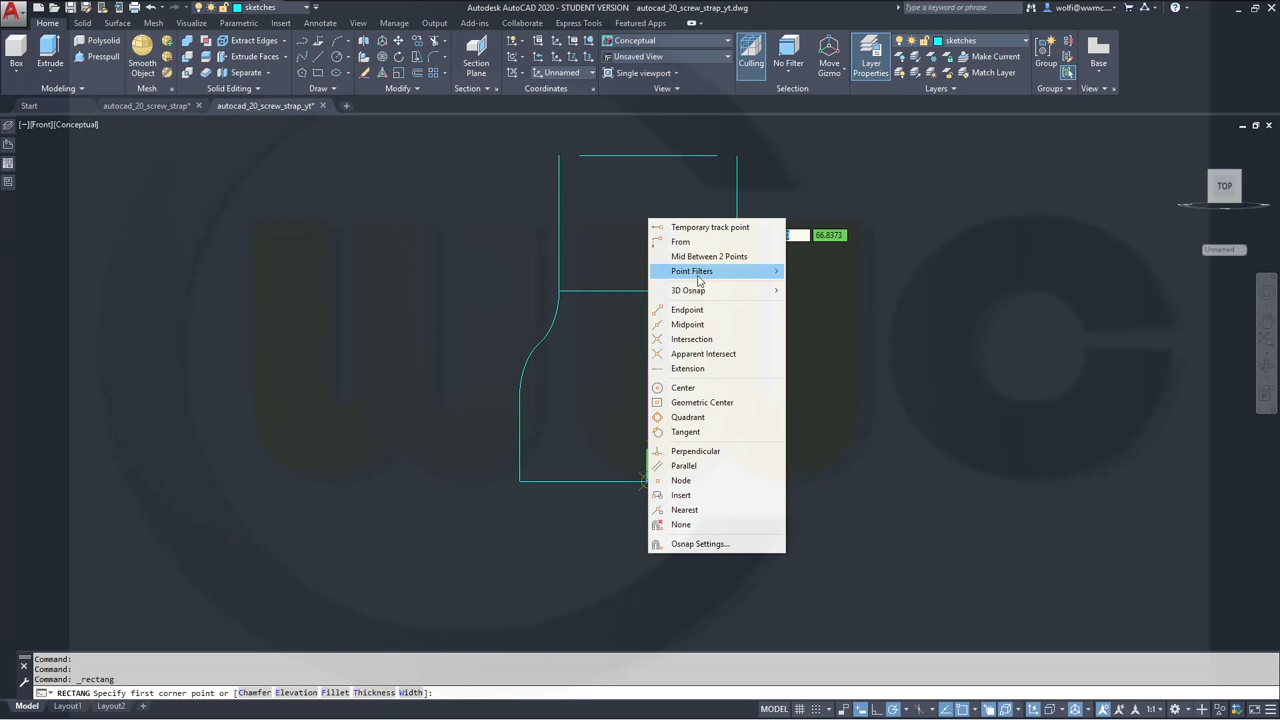 sketches
Autodesk AutoCAD 2020 - STUDENT VERSION autocad_20_screw_strap_yt.dwg
Type a keyword or phrase
wolfi@wwmc...
Home Solid Surface Mesh Visualize Parametric Insert Annotate View Manage Output Add-ins Collaborate Express Tools Featured Apps
Box
Extrude
Polysolid
Presspull
Smooth Object
Extract Edges
Extrude Faces
Separate
Section Plane
Unnamed
Conceptual
Unsaved View
Single viewport
Culling
No Filter
Move Gizmo
Layer Properties
sketches
Make Current
Match Layer
Group
Base
Modeling Mesh Solid Editing Draw Modify Section Coordinates View Selection Layers Groups View
Start autocad_20_screw_strap* autocad_20_screw_strap_yt*
[−][Front][Conceptual]
TOP
Unnamed
66.8373
Temporary track point
From
Mid Between 2 Points
Point Filters
3D Osnap
Endpoint
Midpoint
Intersection
Apparent Intersect
Extension
Center
Geometric Center
Quadrant
Tangent
Perpendicular
Parallel
Node
Insert
Nearest
None
Osnap Settings...
Command:
Command:
Command: _rectang
RECTANG Specify first corner point or [Chamfer Elevation Fillet Thickness Width]:
Model Layout1 Layout2
MODEL
1:1